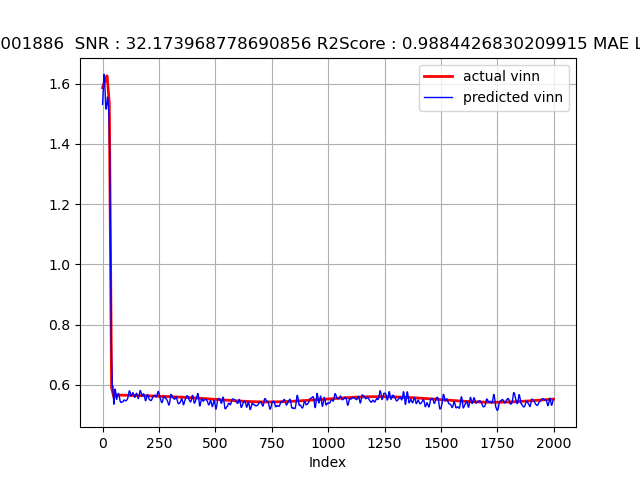 001886  SNR : 32.173968778690856 R2Score : 0.9884426830209915 MAE L
actual vinn
predicted vinn
1.6
1.4
1.2
1.0
0.8
0.6
0 250 500 750 1000 1250 1500 1750 2000
Index